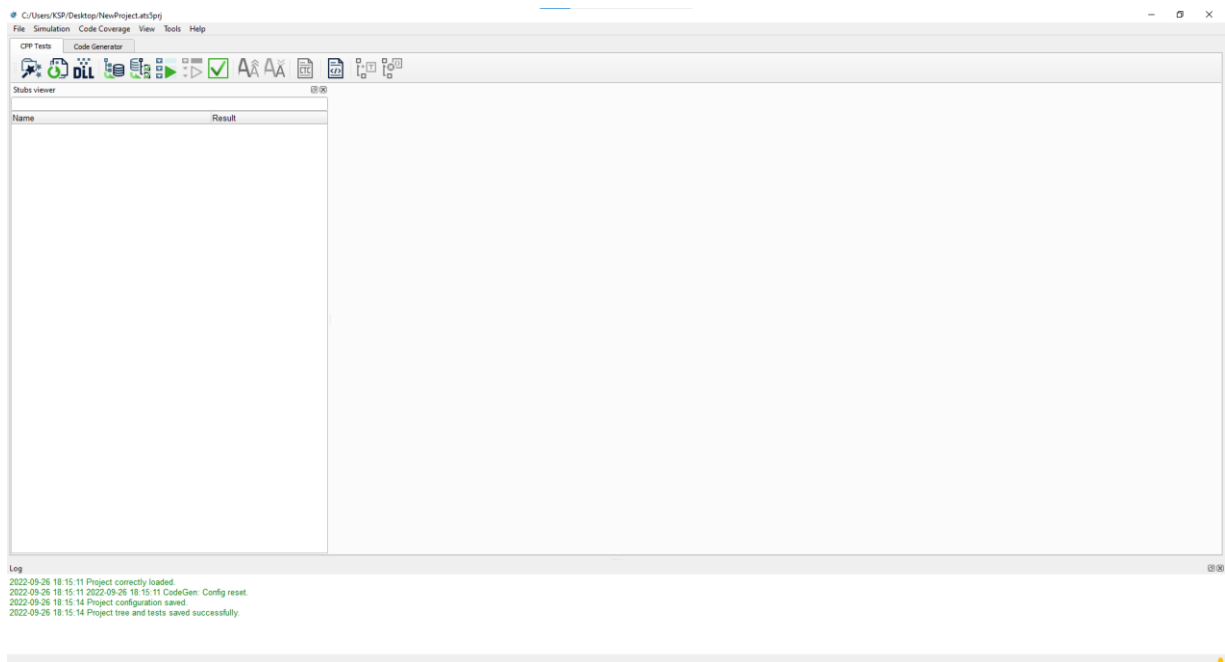 C:/Users/KSP/Desktop/NewProject.ats5prj
File Simulation Code Coverage View Tools Help
CPP Tests Code Generator
DLL CTC T
Stubs viewer
Name Result
Log
2022-09-26 18:15:11 Project correctly loaded.
2022-09-26 18:15:11 2022-09-26 18:15:11 CodeGen: Config reset.
2022-09-26 18:15:14 Project configuration saved.
2022-09-26 18:15:14 Project tree and tests saved successfully.